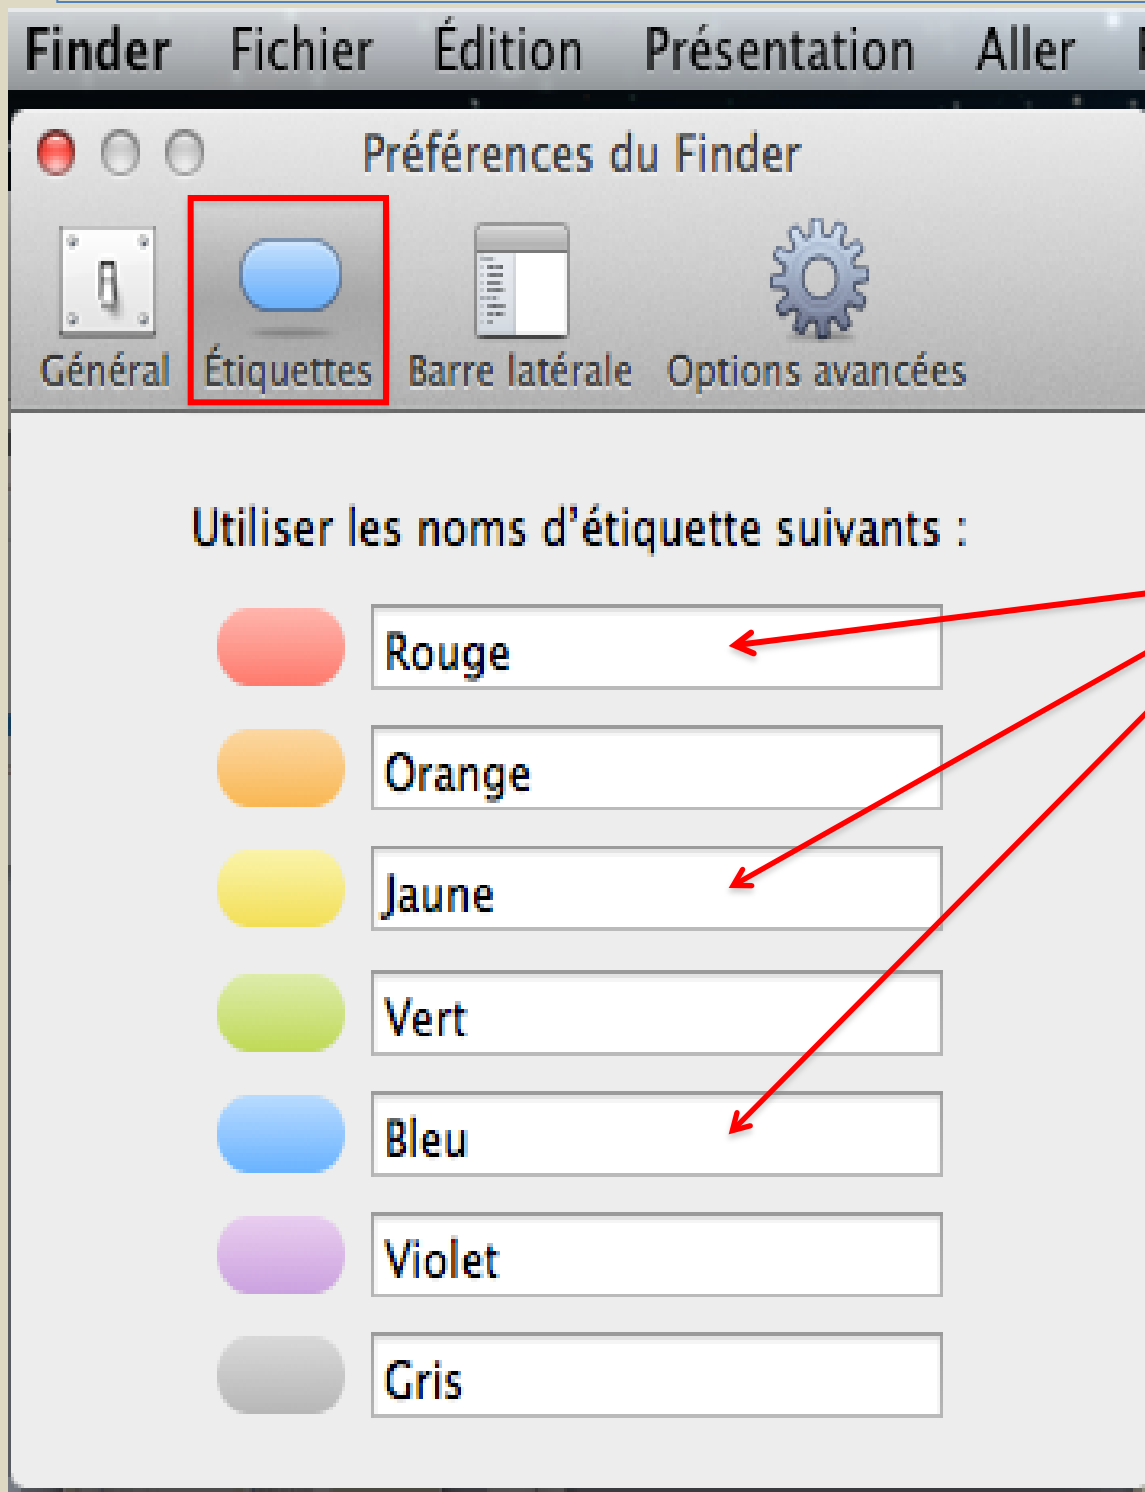 Finder Fichier Édition Présentation Aller
Préférences du Finder
Général Étiquettes Barre latérale Options avancées
Utiliser les noms d’étiquette suivants :
Rouge
Orange
Jaune
Vert
Bleu
Violet
Gris